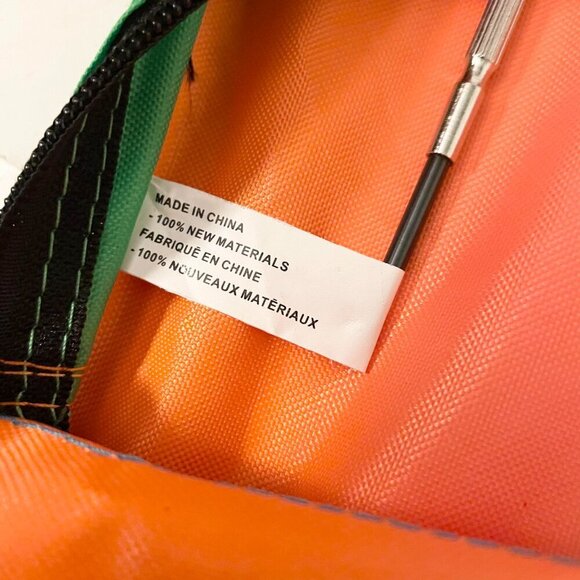 MADE IN CHINA
- 100% NEW MATERIALS
FABRIQUÉ EN CHINE
- 100% NOUVEAUX MATÉRIAUX